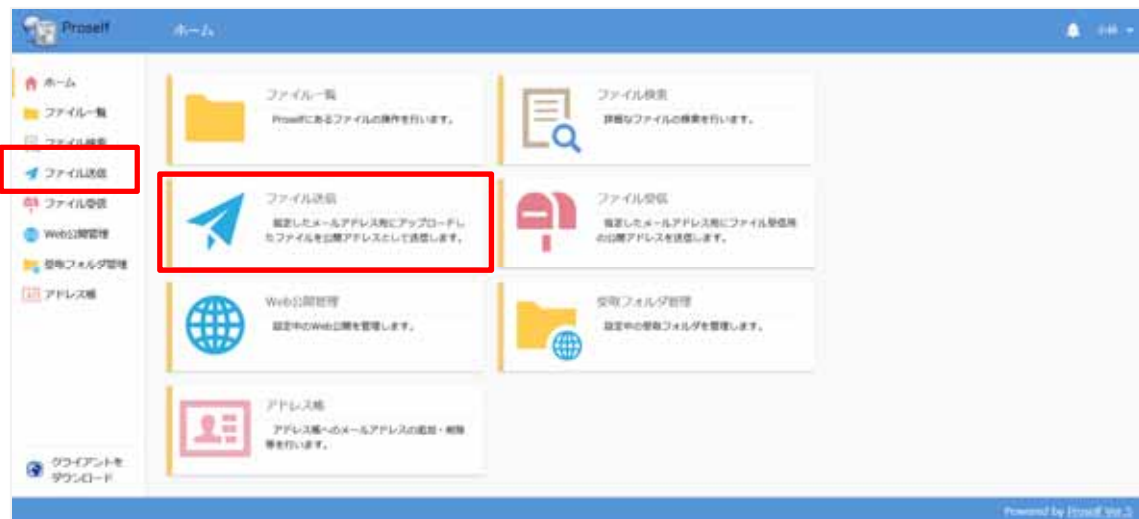 Proself
ホーム
小林
ホーム
ファイル一覧
ファイル検索
ファイル送信
ファイル受信
Web公開管理
受取フォルダ管理
アドレス帳
クライアントを
ダウンロード
ファイル一覧
Proselfにあるファイルの操作を行います。
ファイル検索
詳細なファイルの検索を行います。
ファイル送信
指定したメールアドレス宛にアップロードし
たファイルを公開アドレスとして送信します。
ファイル受信
指定したメールアドレス宛にファイル受信用
の公開アドレスを送信します。
Web公開管理
設定中のWeb公開を管理します。
受取フォルダ管理
設定中の受取フォルダを管理します。
アドレス帳
アドレス帳へのメールアドレスの追加・削除
等を行います。
Powered by Proself Ver.5